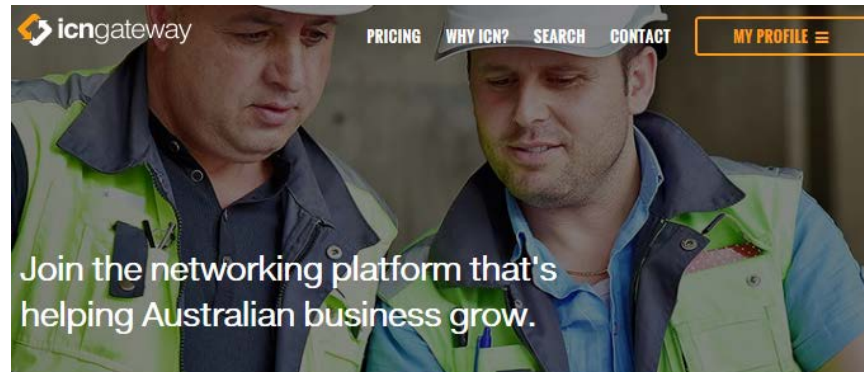 icngateway
PRICING WHY ICN? SEARCH CONTACT MY PROFILE
Join the networking platform that's
helping Australian business grow.